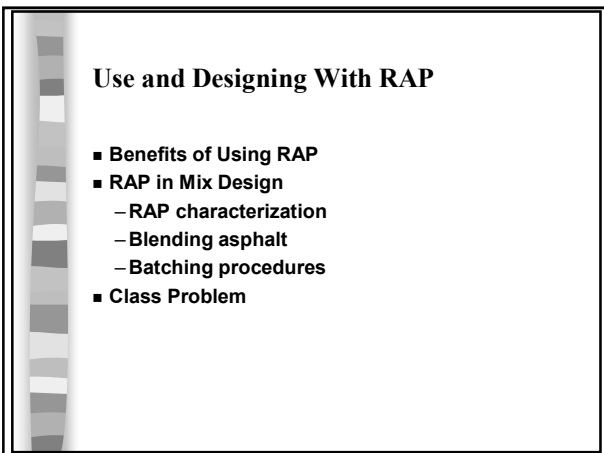 Use and Designing With RAP
■ Benefits of Using RAP
■ RAP in Mix Design
–RAP characterization
–Blending asphalt
–Batching procedures
■ Class Problem